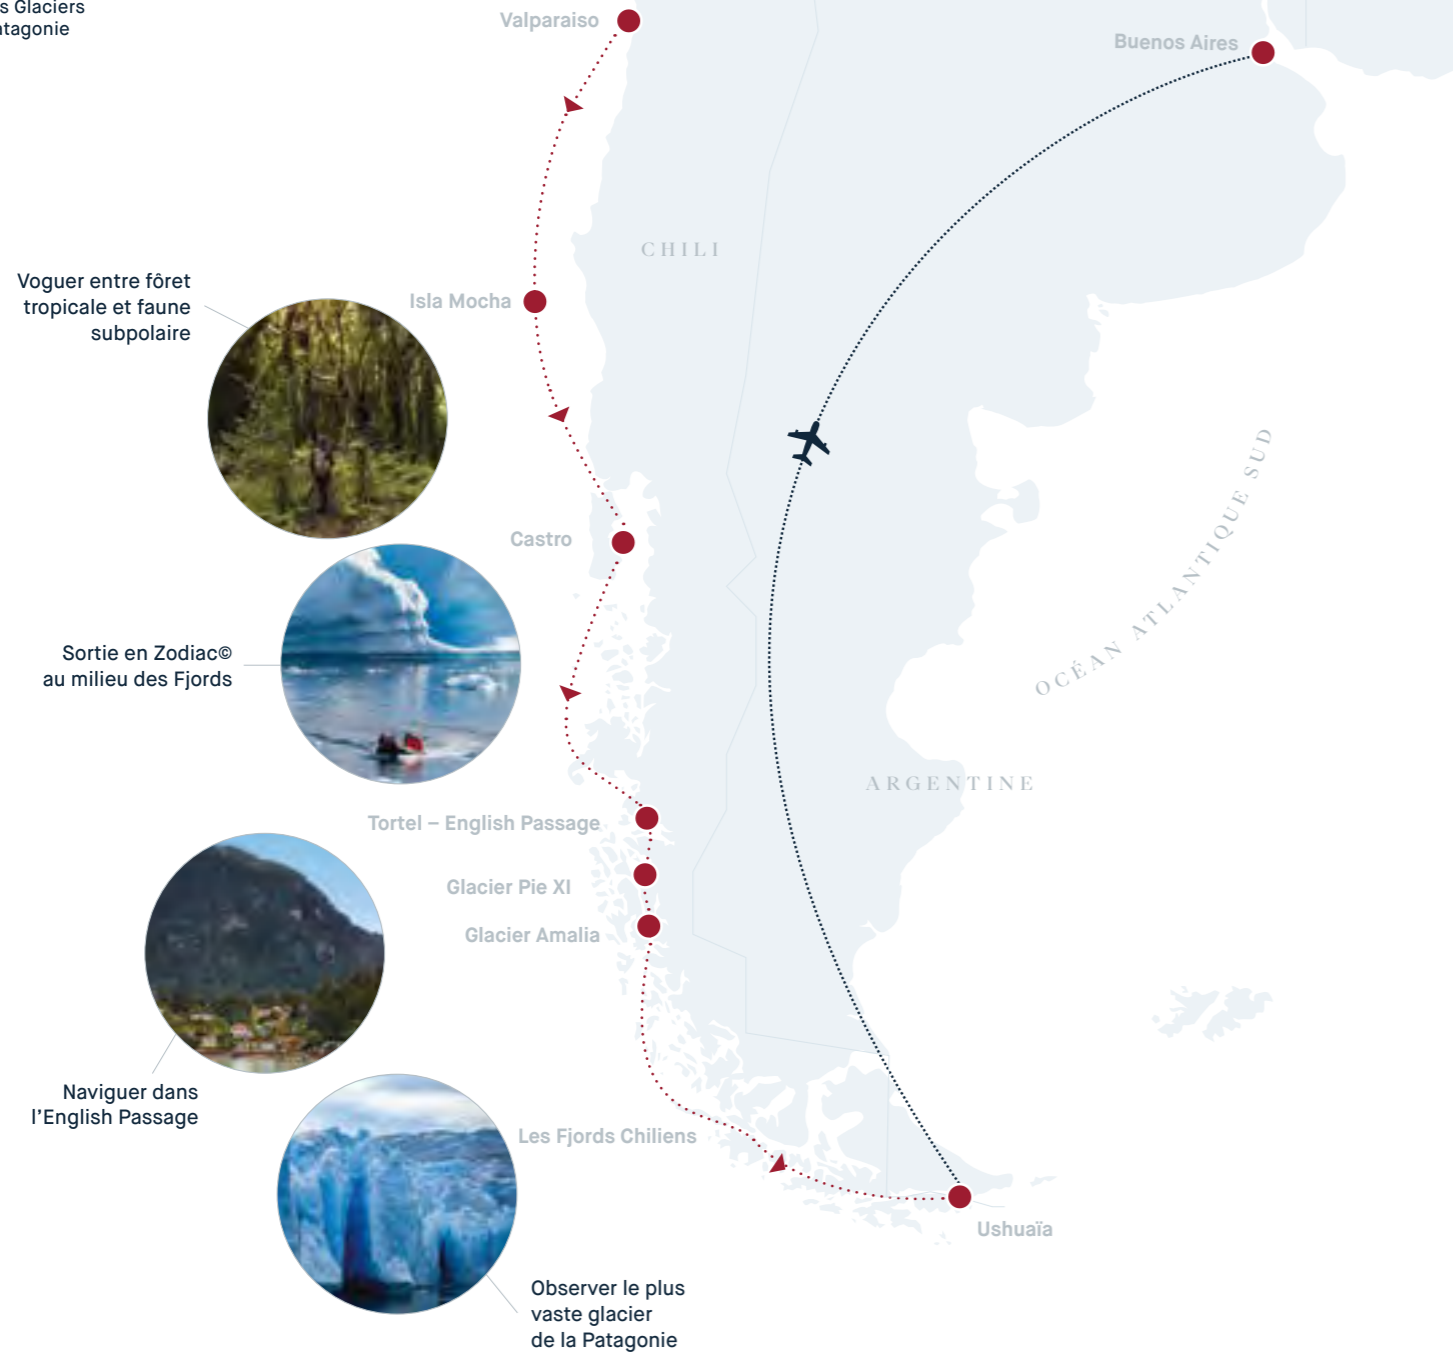 s Glaciers
tagonie
Valparaiso
Buenos Aires
CHILI
Voguer entre fôret
tropicale et faune
subpolaire
Isla Mocha
OCÉAN ATLANTIQUE SUD
Castro
Sortie en Zodiac©
au milieu des Fjords
ARGENTINE
Tortel – English Passage
Glacier Pie XI
Glacier Amalia
Naviguer dans
l’English Passage
Les Fjords Chiliens
Ushuaïa
Observer le plus
vaste glacier
de la Patagonie